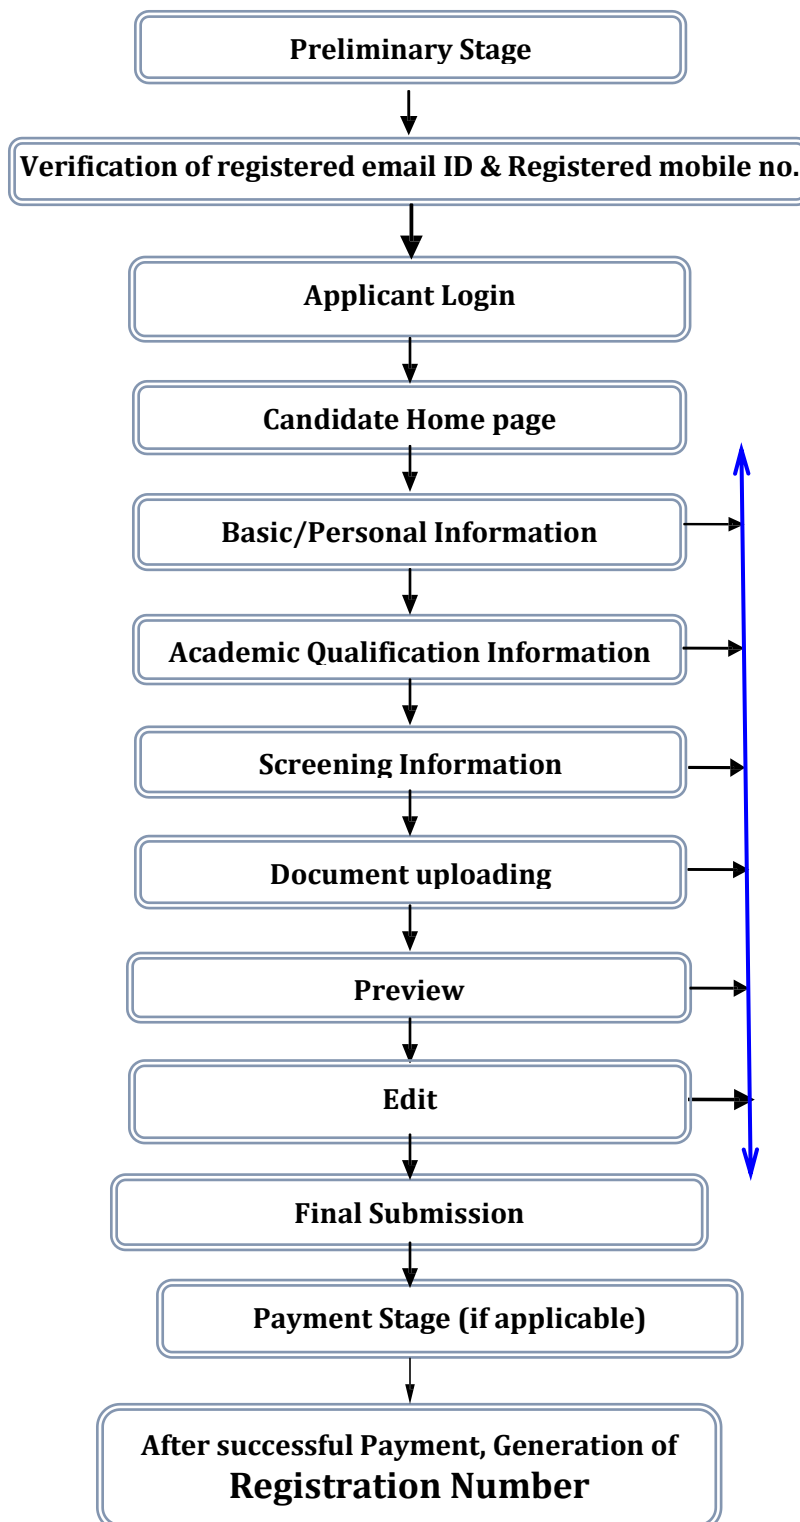 Preliminary Stage
Verification of registered email ID & Registered mobile no.
Applicant Login
Candidate Home page
Basic/Personal Information
Academic Qualification Information
Screening Information
Document uploading
Preview
Edit
Final Submission
Payment Stage (if applicable)
After successful Payment, Generation of
Registration Number